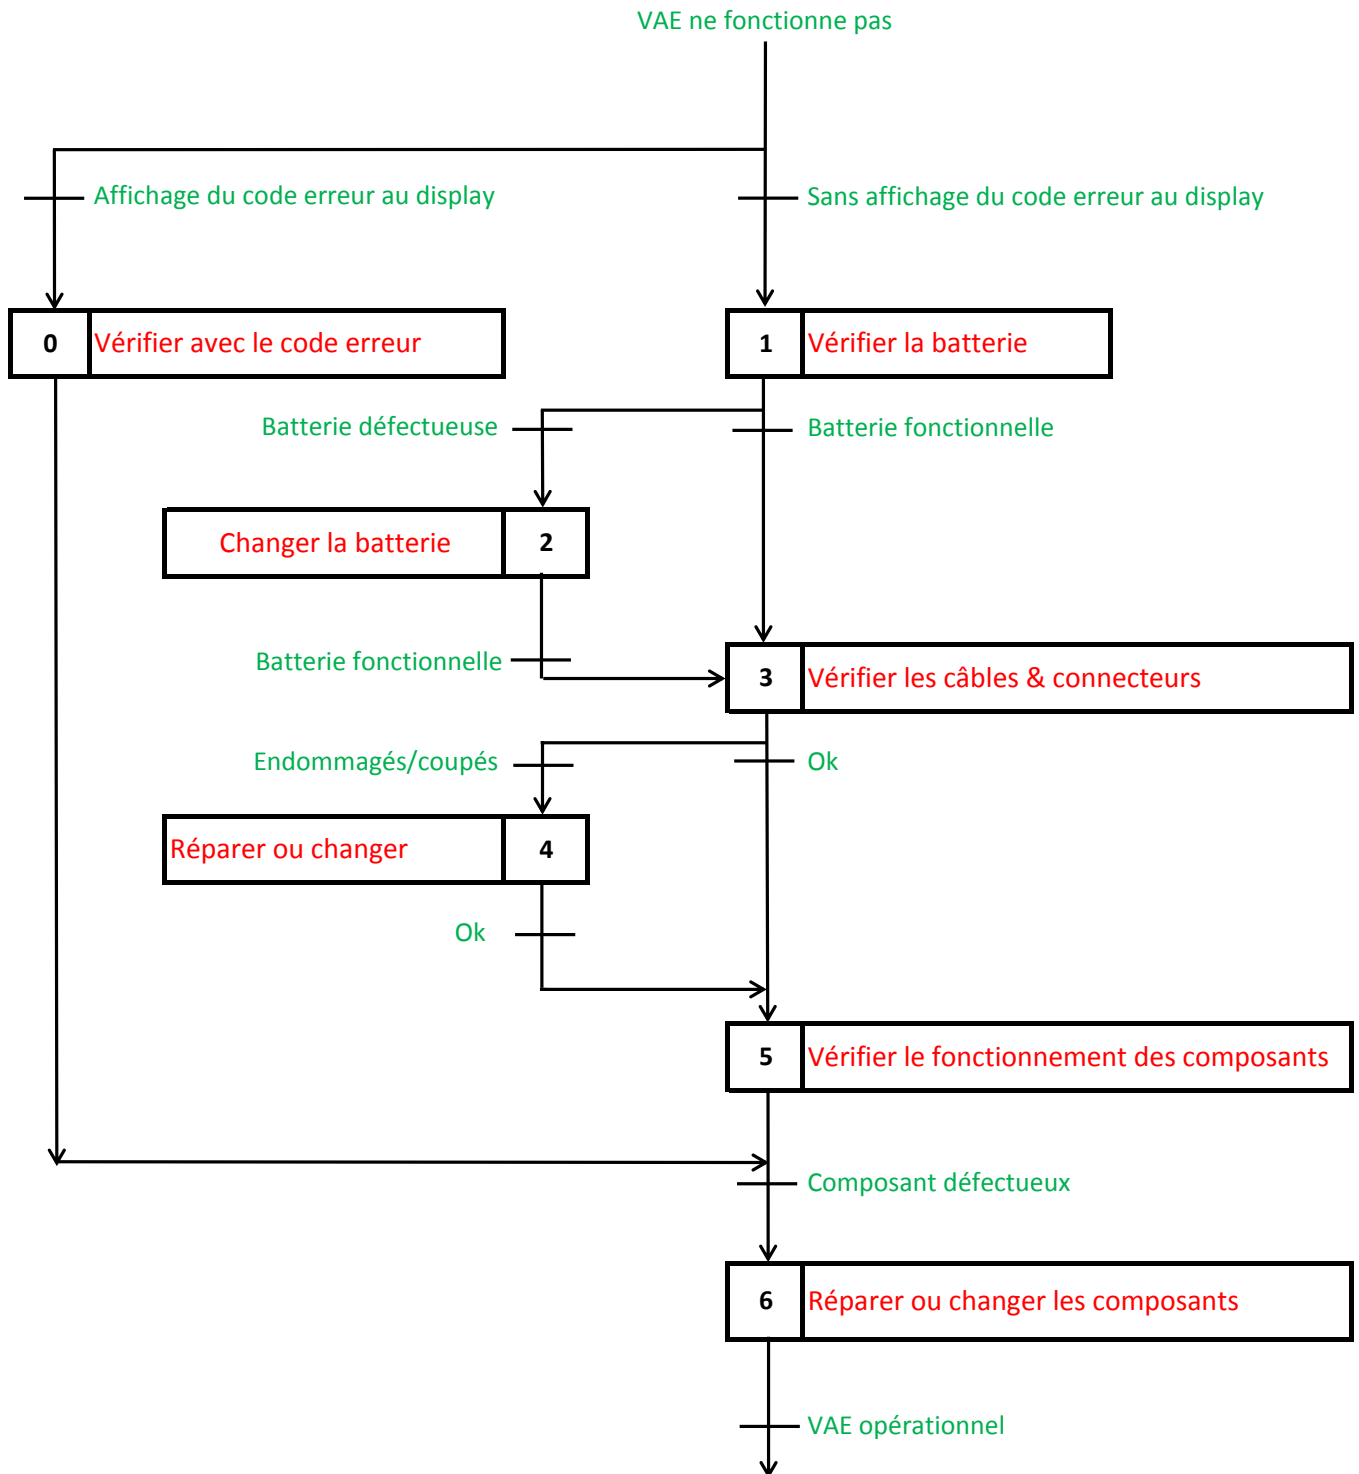 VAE ne fonctionne pas
Affichage du code erreur au display
Sans affichage du code erreur au display
0 Vérifier avec le code erreur
1 Vérifier la batterie
Batterie défectueuse
Batterie fonctionnelle
Changer la batterie 2
Batterie fonctionnelle
3 Vérifier les câbles & connecteurs
Endommagés/coupés
Ok
Réparer ou changer 4
Ok
5 Vérifier le fonctionnement des composants
Composant défectueux
6 Réparer ou changer les composants
VAE opérationnel